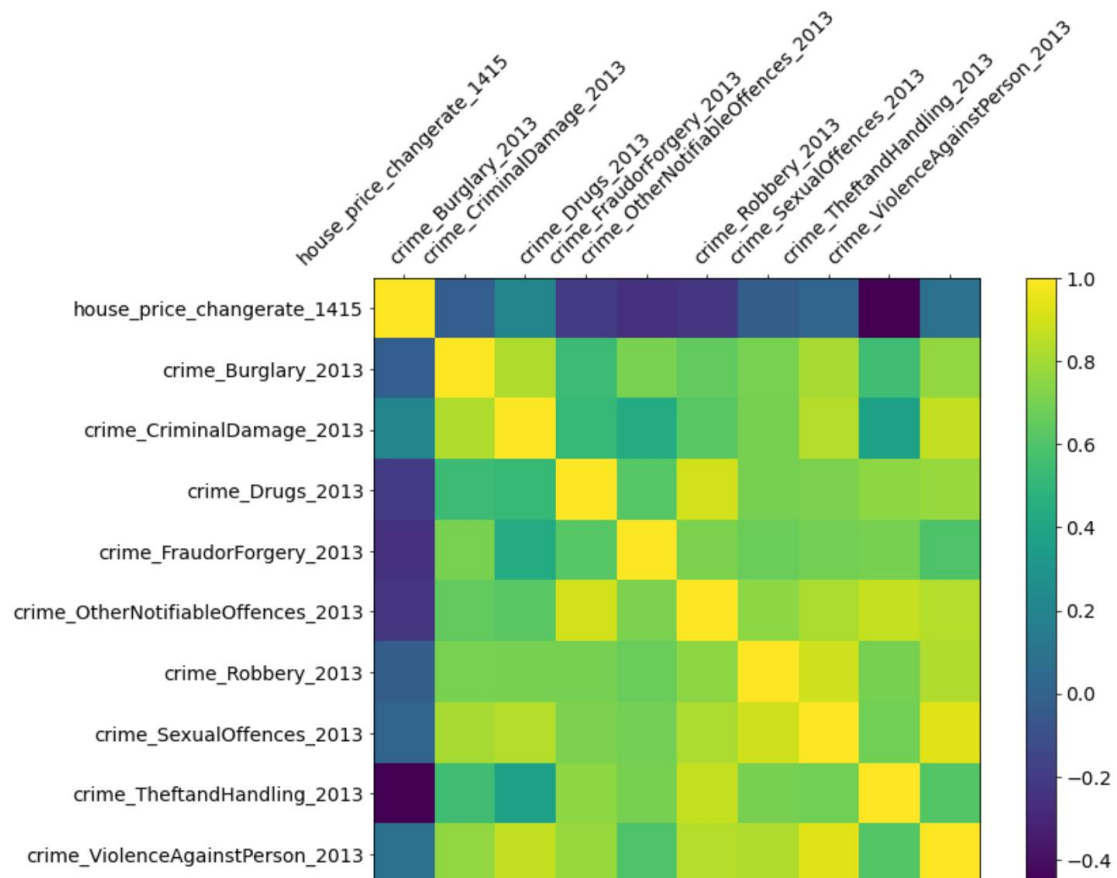 house_price_changerate_1415
crime_Burglary_2013
crime_CriminalDamage_2013
crime_Drugs_2013
crime_FraudorForgery_2013
crime_OtherNotifiableOffences_2013
crime_Robbery_2013
crime_SexualOffences_2013
crime_TheftandHandling_2013
crime_ViolenceAgainstPerson_2013
house_price_changerate_1415
crime_Burglary_2013
crime_CriminalDamage_2013
crime_Drugs_2013
crime_FraudorForgery_2013
crime_OtherNotifiableOffences_2013
crime_Robbery_2013
crime_SexualOffences_2013
crime_TheftandHandling_2013
crime_ViolenceAgainstPerson_2013
1.0
0.8
0.6
0.4
0.2
0.0
−0.2
−0.4